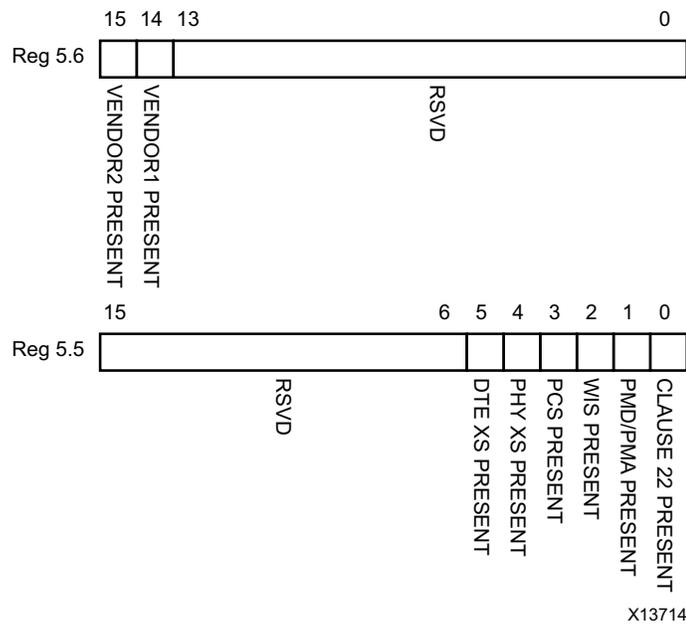 15 14 13 0
Reg 5.6
VENDOR2 PRESENT
VENDOR1 PRESENT
RSVD
15 6 5 4 3 2 1 0
Reg 5.5
RSVD
DTE XS PRESENT
PHY XS PRESENT
PCS PRESENT
WIS PRESENT
PMD/PMA PRESENT
CLAUSE 22 PRESENT
X13714